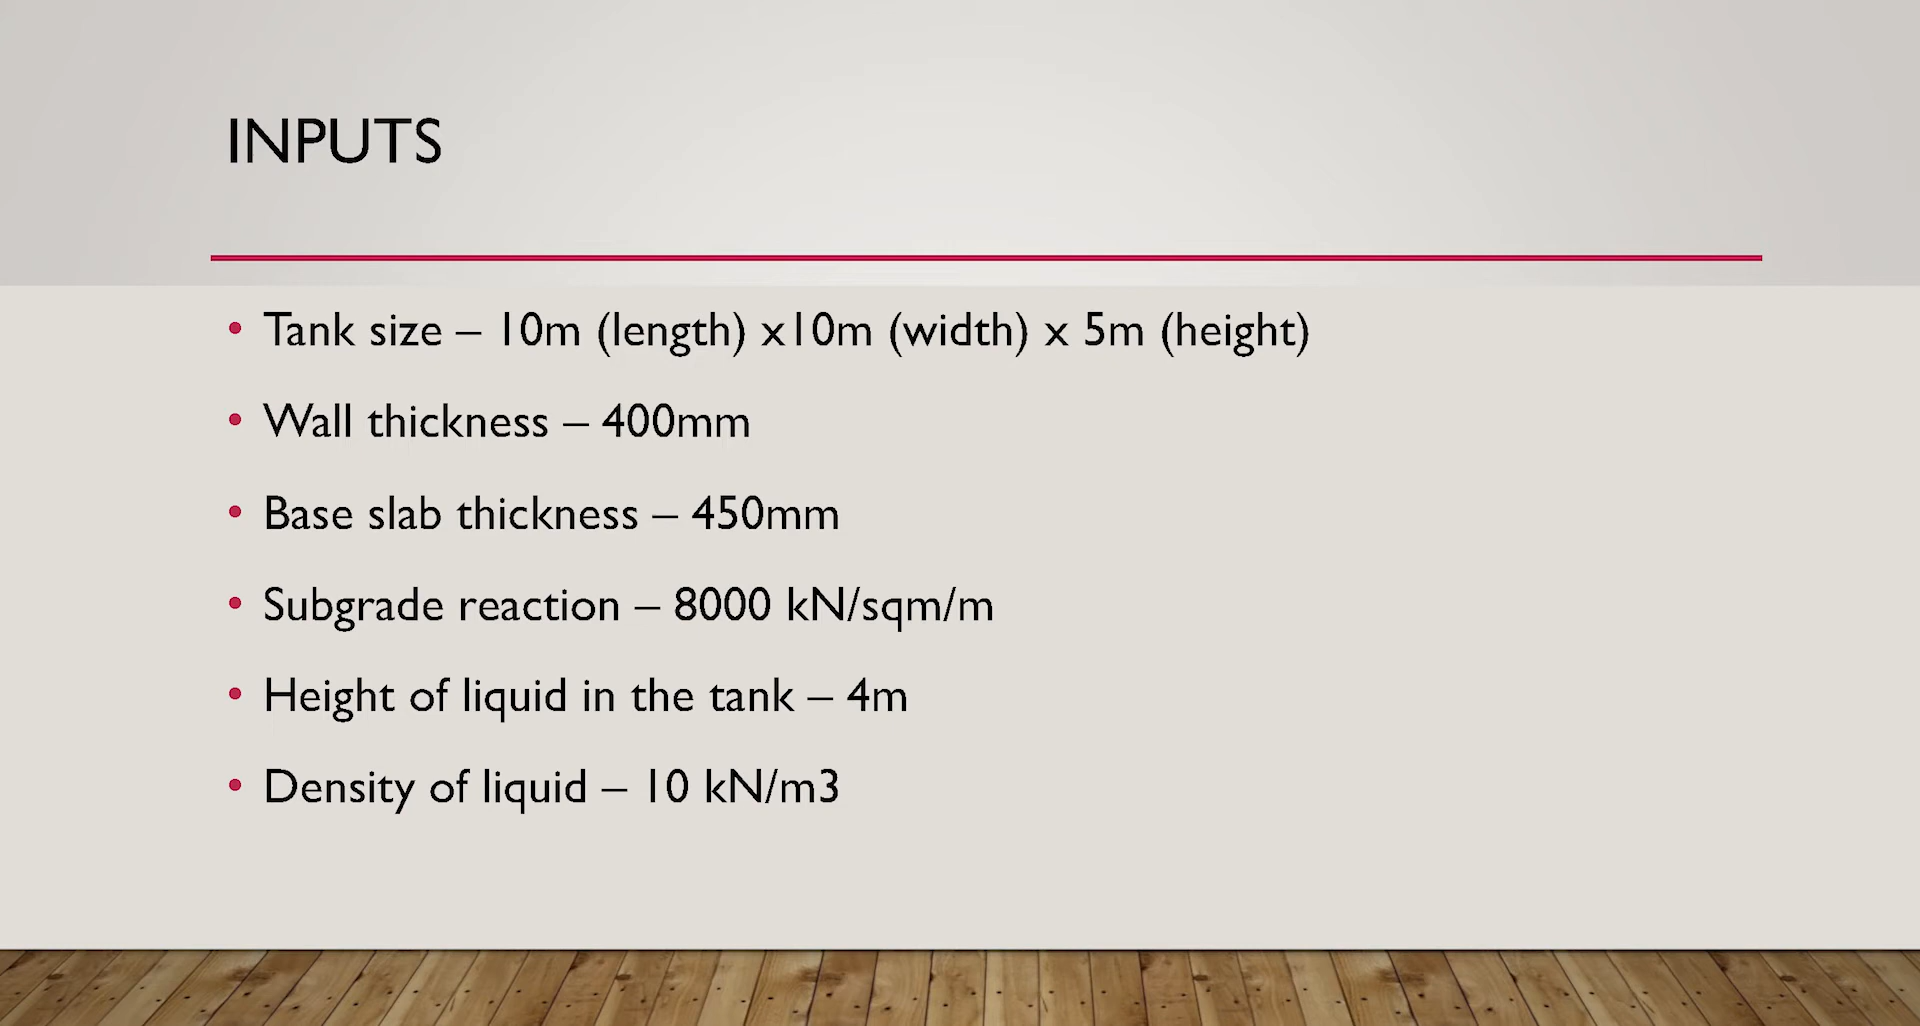 INPUTS
• Tank size – 10m (length) x10m (width) x 5m (height)
• Wall thickness – 400mm
• Base slab thickness – 450mm
• Subgrade reaction – 8000 kN/sqm/m
• Height of liquid in the tank – 4m
• Density of liquid – 10 kN/m3